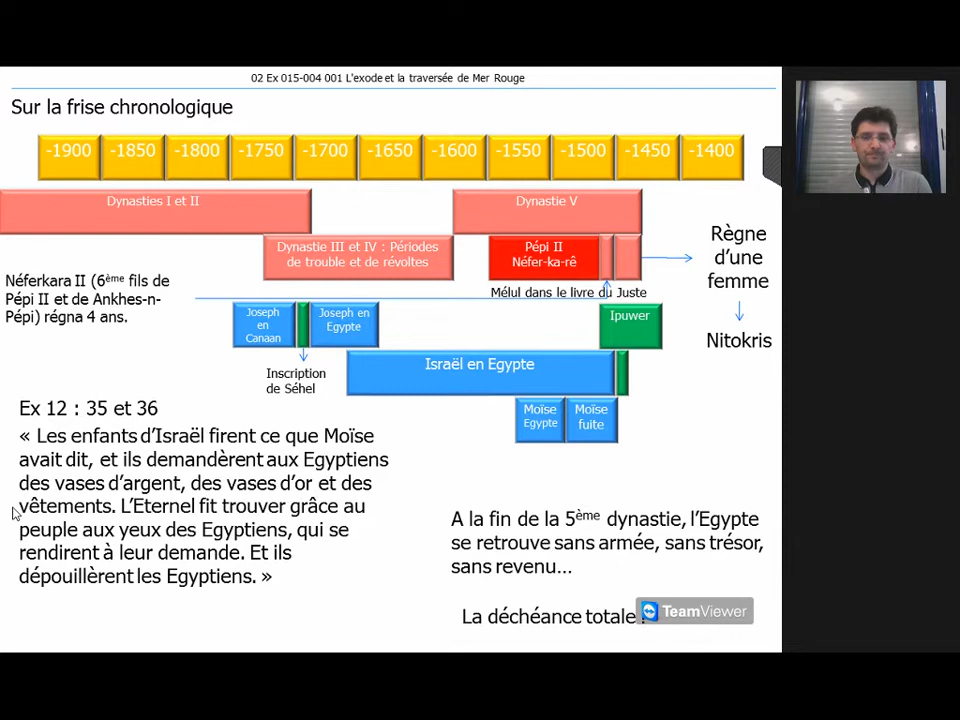 02 Ex 015-004 001 L'exode et la traversée de Mer Rouge
Sur la frise chronologique
-1900 -1850 -1800 -1750 -1700 -1650 -1600 -1550 -1500 -1450 -1400
Dynasties I et II
Dynastie V
Dynastie III et IV : Périodes
de trouble et de révoltes
Pépi II
Néfer-ka-rê
Règne
d'une
femme
Nitokris
Néferkara II (6ème fils de
Pépi II et de Ankhes-n-
Pépi) régna 4 ans.
Mélul dans le livre du Juste
Joseph
en
Canaan
Joseph en
Egypte
Ipuwer
Inscription
de Séhel
Israël en Egypte
Moïse
Egypte
Moïse
fuite
Ex 12 : 35 et 36
« Les enfants d'Israël firent ce que Moïse
avait dit, et ils demandèrent aux Egyptiens
des vases d'argent, des vases d'or et des
vêtements. L'Eternel fit trouver grâce au
peuple aux yeux des Egyptiens, qui se
rendirent à leur demande. Et ils
dépouillèrent les Egyptiens. »
A la fin de la 5ème dynastie, l'Egypte
se retrouve sans armée, sans trésor,
sans revenu...
La déchéance totale !
TeamViewer